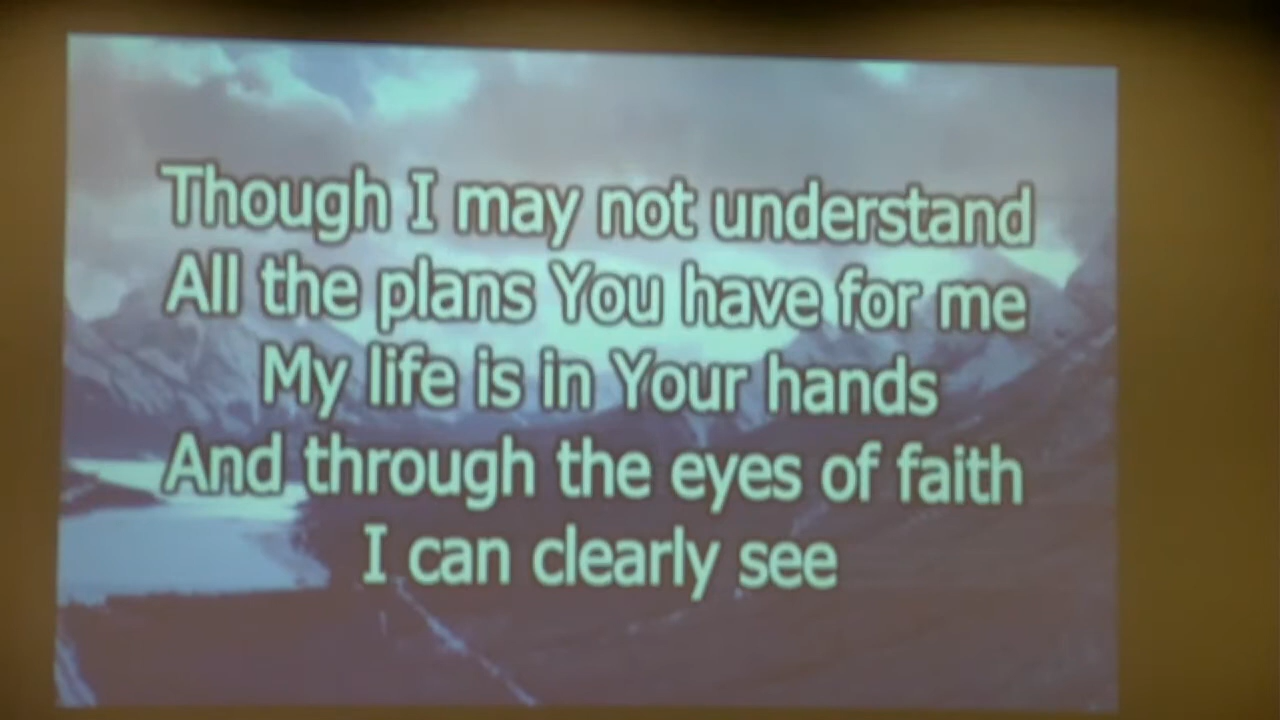 Though I may not understand
All the plans You have for me
My life is in Your hands
And through the eyes of faith
I can clearly see